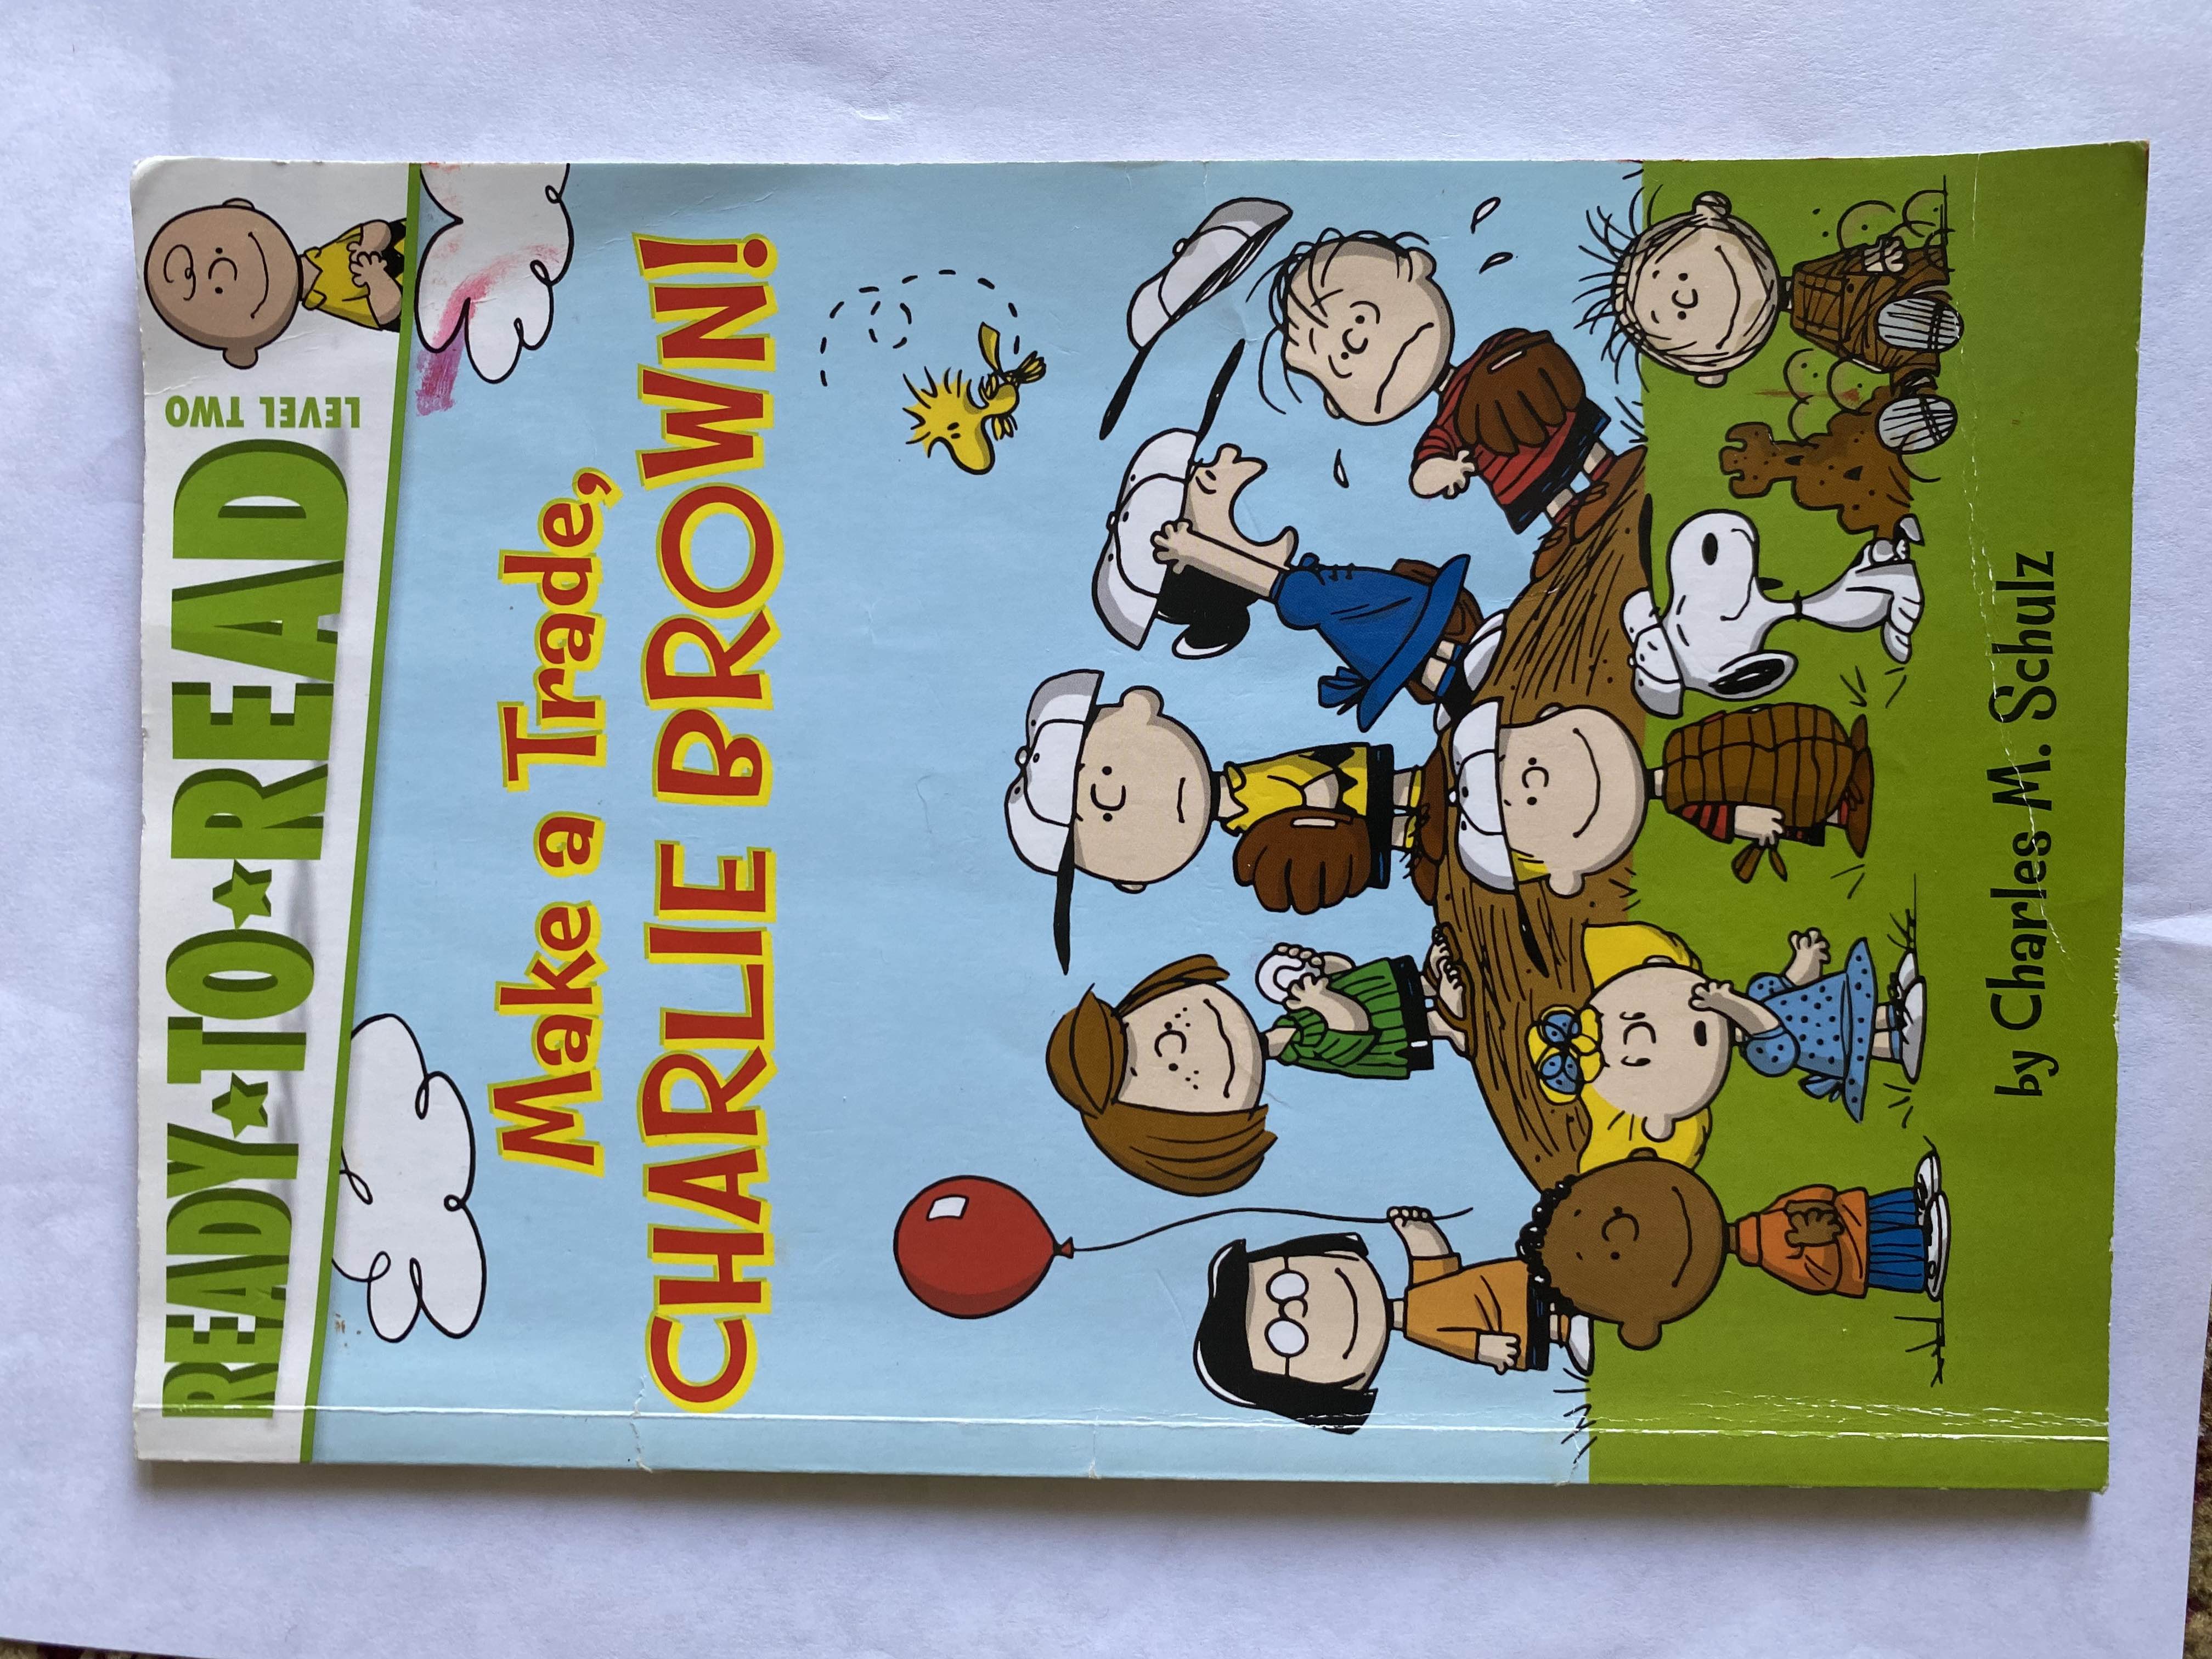 READY★TO★READ
LEVEL TWO
Make a Trade,
CHARLIE BROWN!
by Charles M. Schulz